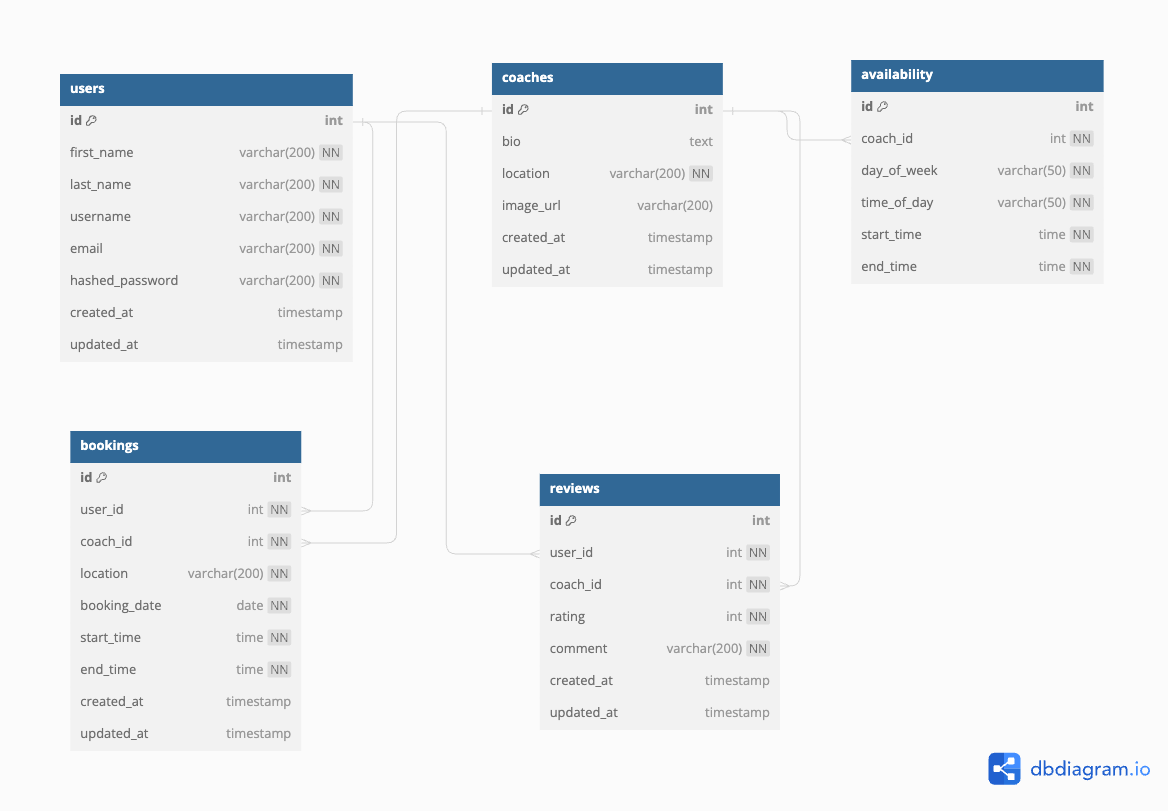 users
id int
first_name varchar(200) NN
last_name varchar(200) NN
username varchar(200) NN
email varchar(200) NN
hashed_password varchar(200) NN
created_at timestamp
updated_at timestamp
coaches
id int
bio text
location varchar(200) NN
image_url varchar(200)
created_at timestamp
updated_at timestamp
availability
id int
coach_id int NN
day_of_week varchar(50) NN
time_of_day varchar(50) NN
start_time time NN
end_time time NN
bookings
id int
user_id int NN
coach_id int NN
location varchar(200) NN
booking_date date NN
start_time time NN
end_time time NN
created_at timestamp
updated_at timestamp
reviews
id int
user_id int NN
coach_id int NN
rating int NN
comment varchar(200) NN
created_at timestamp
updated_at timestamp
dbdiagram.io